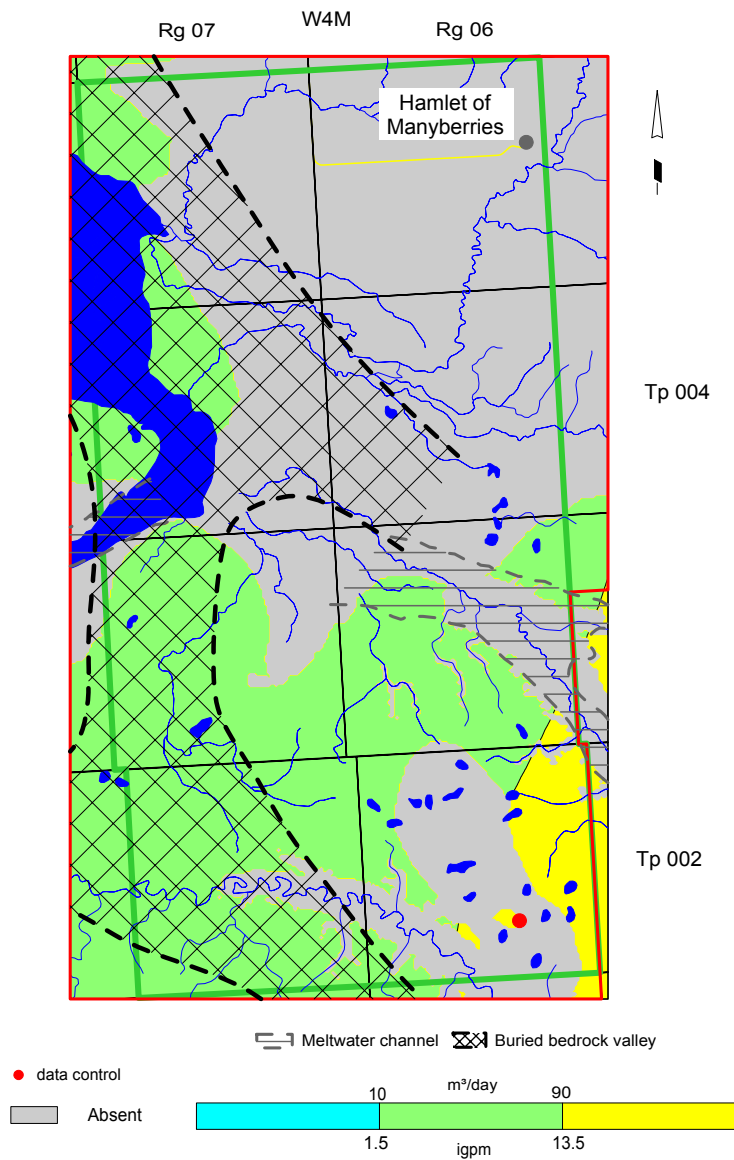 Rg 07
W4M
Rg 06
Hamlet of
Manyberries
Tp 004
Tp 002
Meltwater channel
Buried bedrock valley
data control
Absent
10
m³/day
90
1.5
igpm
13.5